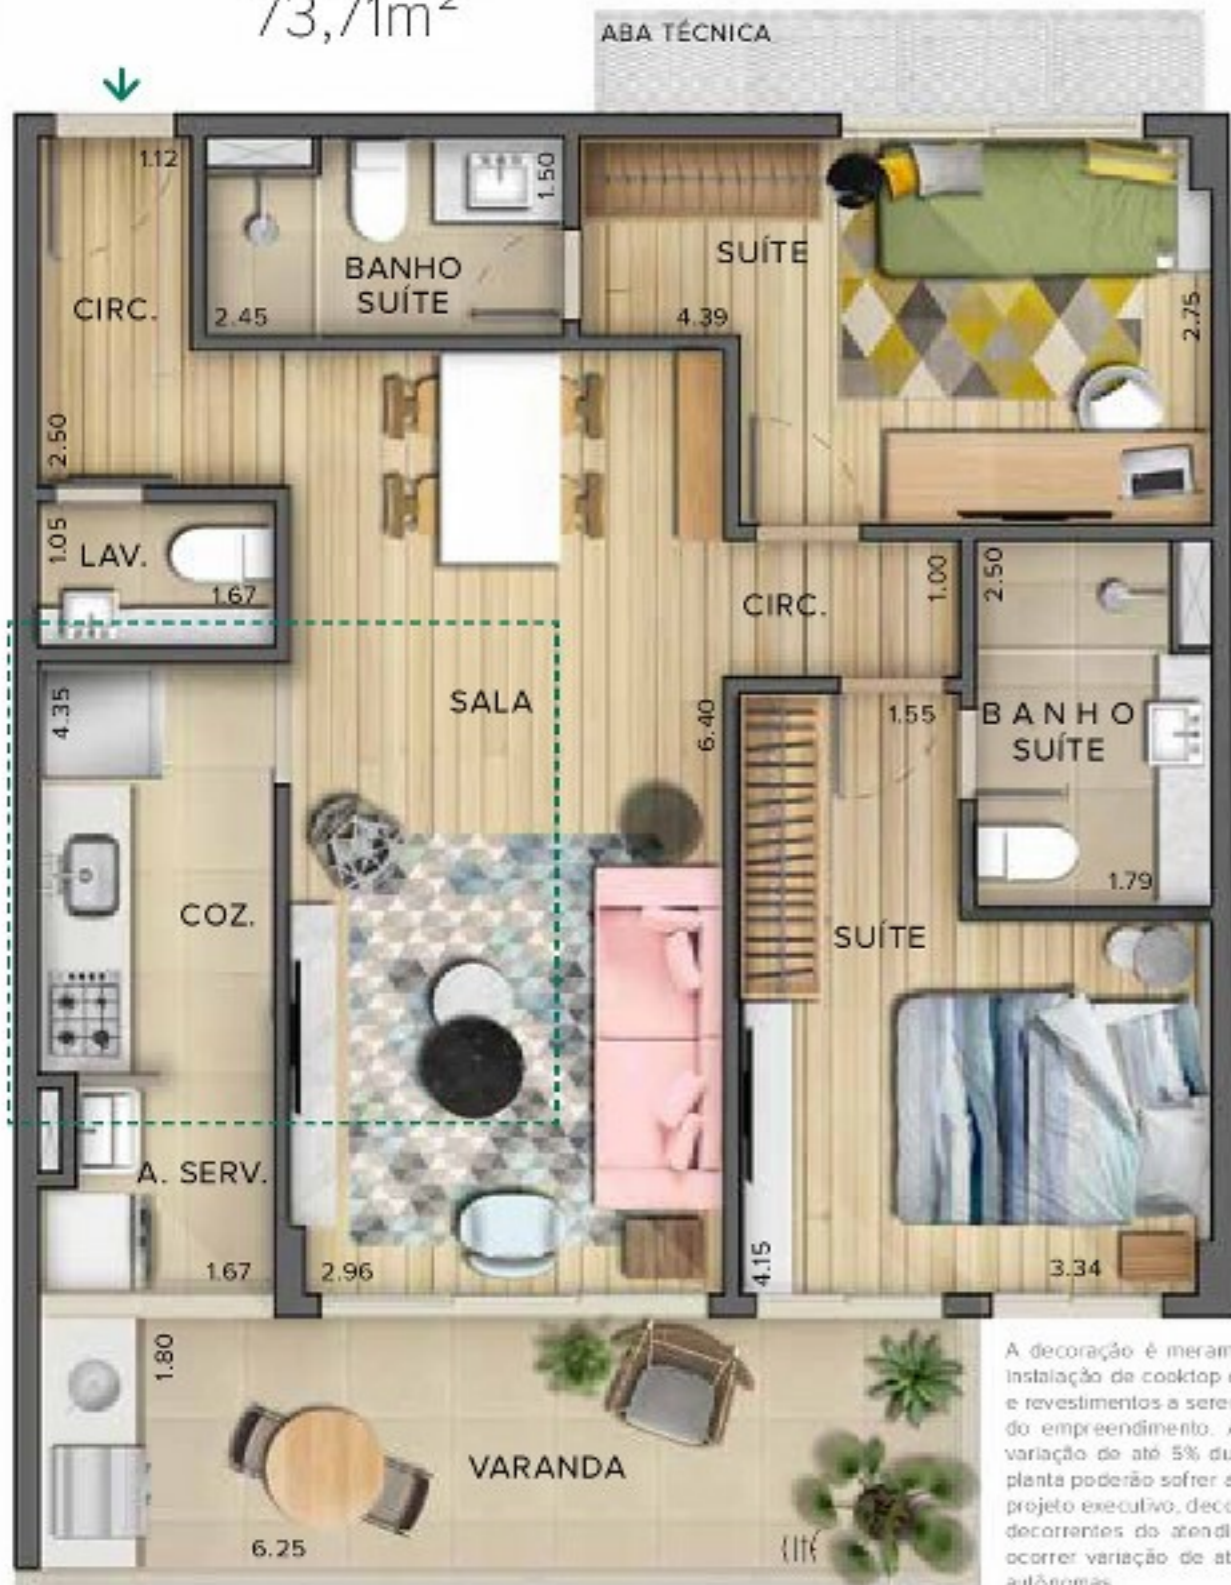 73,71m²
ABA TÉCNICA
1.12
1.50
BANHO
SUÍTE
SUÍTE
CIRC.
2.45
4.39
2.75
2.50
1.05
LAV.
1.67
CIRC.
1.00
2.50
4.35
SALA
6.40
1.55
BANHO
SUÍTE
1.79
COZ.
SUÍTE
A. SERV.
1.67
2.96
4.15
3.34
1.80
VARANDA
6.25
A decoração é meram
instalação de cooktop
e revestimentos a sere
do empreendimento.
variação de até 5% du
planta poderão sofrer a
projeto executivo, deco
decorrentes do atendi
ocorrer variação de at
autônomas